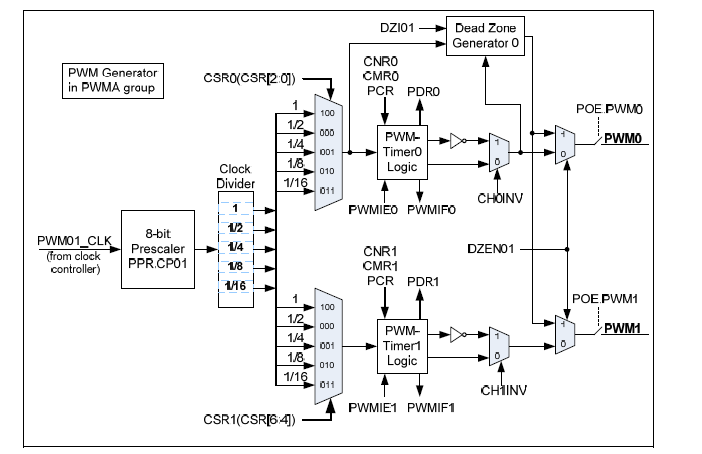 DZI01
Dead Zone
Generator 0
PWM Generator
in PWMA group
CSR0(CSR[2:0])
CNR0
CMR0
PCR
PDR0
1
1/2
1/4
1/8
1/16
100
000
001
010
011
PWM-
Timer0
Logic
1
0
1
0
POE.PWM0
PWM0
PWMIE0
PWMIF0
CH0INV
Clock
Divider
1
1/2
1/4
1/8
1/16
PWM01_CLK
(from clock
controller)
8-bit
Prescaler
PPR.CP01
DZEN01
CNR1
CMR1
PCR
PDR1
1
1/2
1/4
1/8
1/16
100
000
001
010
011
PWM-
Timer1
Logic
1
0
1
0
POE.PWM1
PWM1
PWMIE1
PWMIF1
CH1INV
CSR1(CSR[6:4])